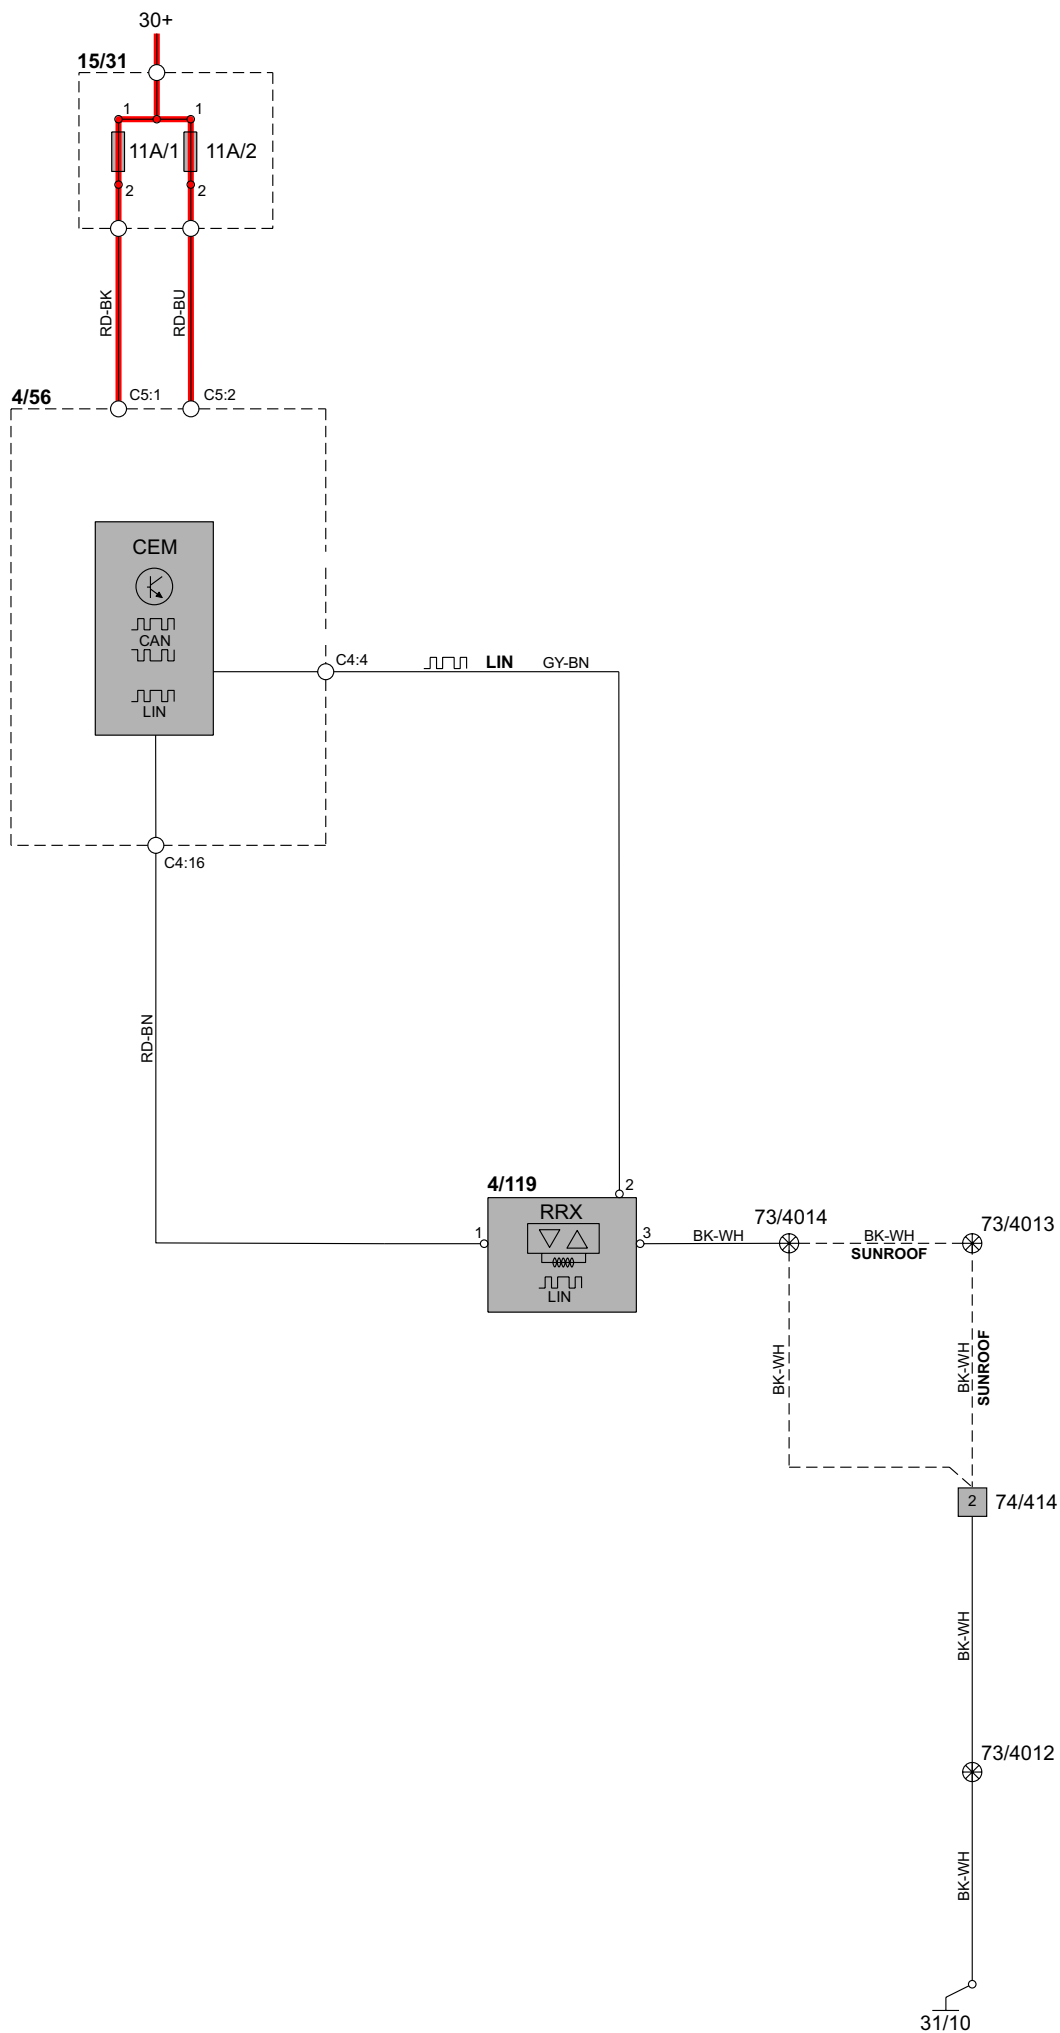 30+
15/31
1
1
11A/1
11A/2
2
2
RD-BK
RD-BU
4/56
C5:1
C5:2
CEM
CAN
LIN
C4:4
LIN
GY-BN
C4:16
RD-BN
4/119
2
RRX
LIN
1
3
BK-WH
73/4014
BK-WH
SUNROOF
73/4013
BK-WH
BK-WH
SUNROOF
2
74/414
BK-WH
73/4012
BK-WH
31/10